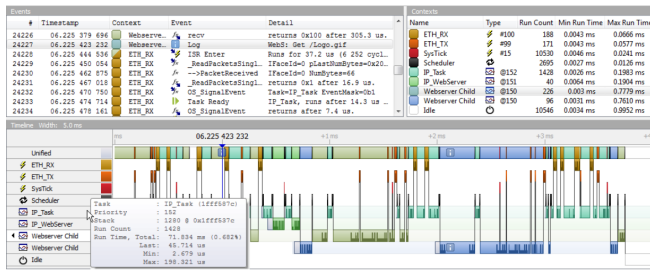 Events
# Timestamp Context Event Detail
24226 06.225 379 696 Webserve... recv returns 0x100 after 305.3 us.
24227 06.225 423 232 Webserve... Log WebS: Get /Logo.gif
24228 06.225 444 536 ETH_RX ISR Enter Runs for 37.2 us (6 252 cycl...
24229 06.225 450 054 ETH_RX _ReadPacketsSingl... IFaceId=0 pLastNumBytes=0x20...
24230 06.225 462 875 ETH_RX -->PacketReceived IFaceId=0 NumBytes=66
24231 06.225 467 018 ETH_RX _ReadPacketsSingl... returns 0x1 after 16.9 us.
24232 06.225 470 750 ETH_RX OS_SignalEvent Task=IP_Task EventMask=0b1
24233 06.225 474 714 ETH_RX Task Ready IP_Task, runs after 14.3 us ...
24234 06.225 478 161 ETH_RX OS_SignalEvent returns after 7.4 us.
Contexts
Name Type Run Count Min Run Time Max Run Time
ETH_RX #100 188 0.0043 ms 0.0666 ms
ETH_TX #99 171 0.0043 ms 0.0577 ms
SysTick #15 10530 0.0046 ms 0.0241 ms
Scheduler 2695 0.0027 ms 0.0126 ms
IP_Task @152 1428 0.0026 ms 0.1983 ms
IP_WebServer @151 40 0.0064 ms 0.1904 ms
Webserver Child @150 226 0.003 ms 0.7779 ms
Webserver Child @150 96 0.0031 ms 0.7610 ms
Idle 10546 0.0034 ms 0.9952 ms
Timeline Width: 5.0 ms
ms 06.225 423 232 +1 ms +2 ms +3 ms
Unified
ETH_RX
ETH_TX
SysTick
Scheduler
IP_Task
IP_WebServer
Webserver Child
Webserver Child
Idle
Task : IP_Task (1fff587c)
Priority : 152
Stack : 1280 @ 0x1fff587c
Run Count : 1428
Run Time, Total: 71.834 ms (0.682%)
Last: 45.714 us
Min: 2.679 us
Max: 198.321 us